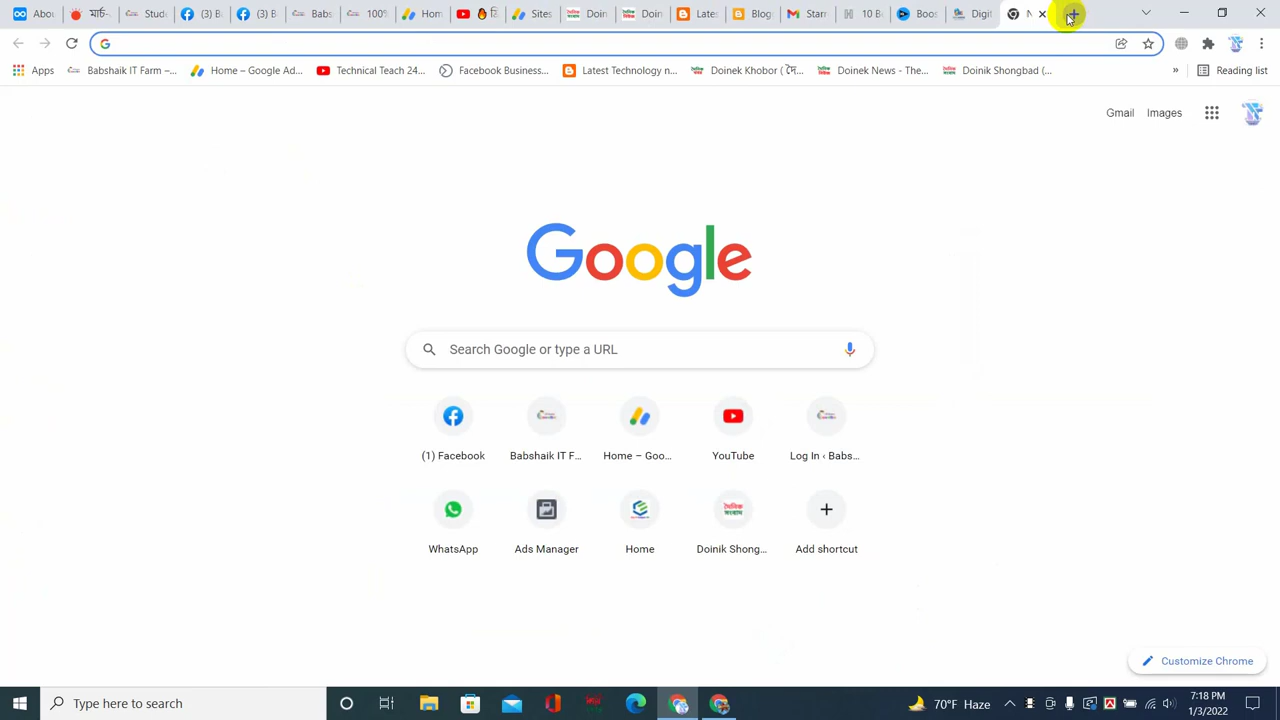 Abou
Stude
(3) B
(3) B
Babs
100%
Hom
Sites
Doin
Doin
Lates
Blog
Starr
10 B
Boos
Digit
N
Apps
Babshaik IT Farm –...
Home – Google Ad...
Technical Teach 24...
Facebook Business...
Latest Technology n...
Doinek Khobor ( দৈ...
Doinek News - The...
Doinik Shongbad (...
»
Reading list
Gmail
Images
Google
Search Google or type a URL
(1) Facebook
Babshaik IT F...
Home – Goo...
YouTube
Log In ‹ Babs...
WhatsApp
Ads Manager
Home
দৈনিক
সংবাদ
Doinik Shong...
Add shortcut
Customize Chrome
Type here to search
70°F Haze
7:18 PM
1/3/2022